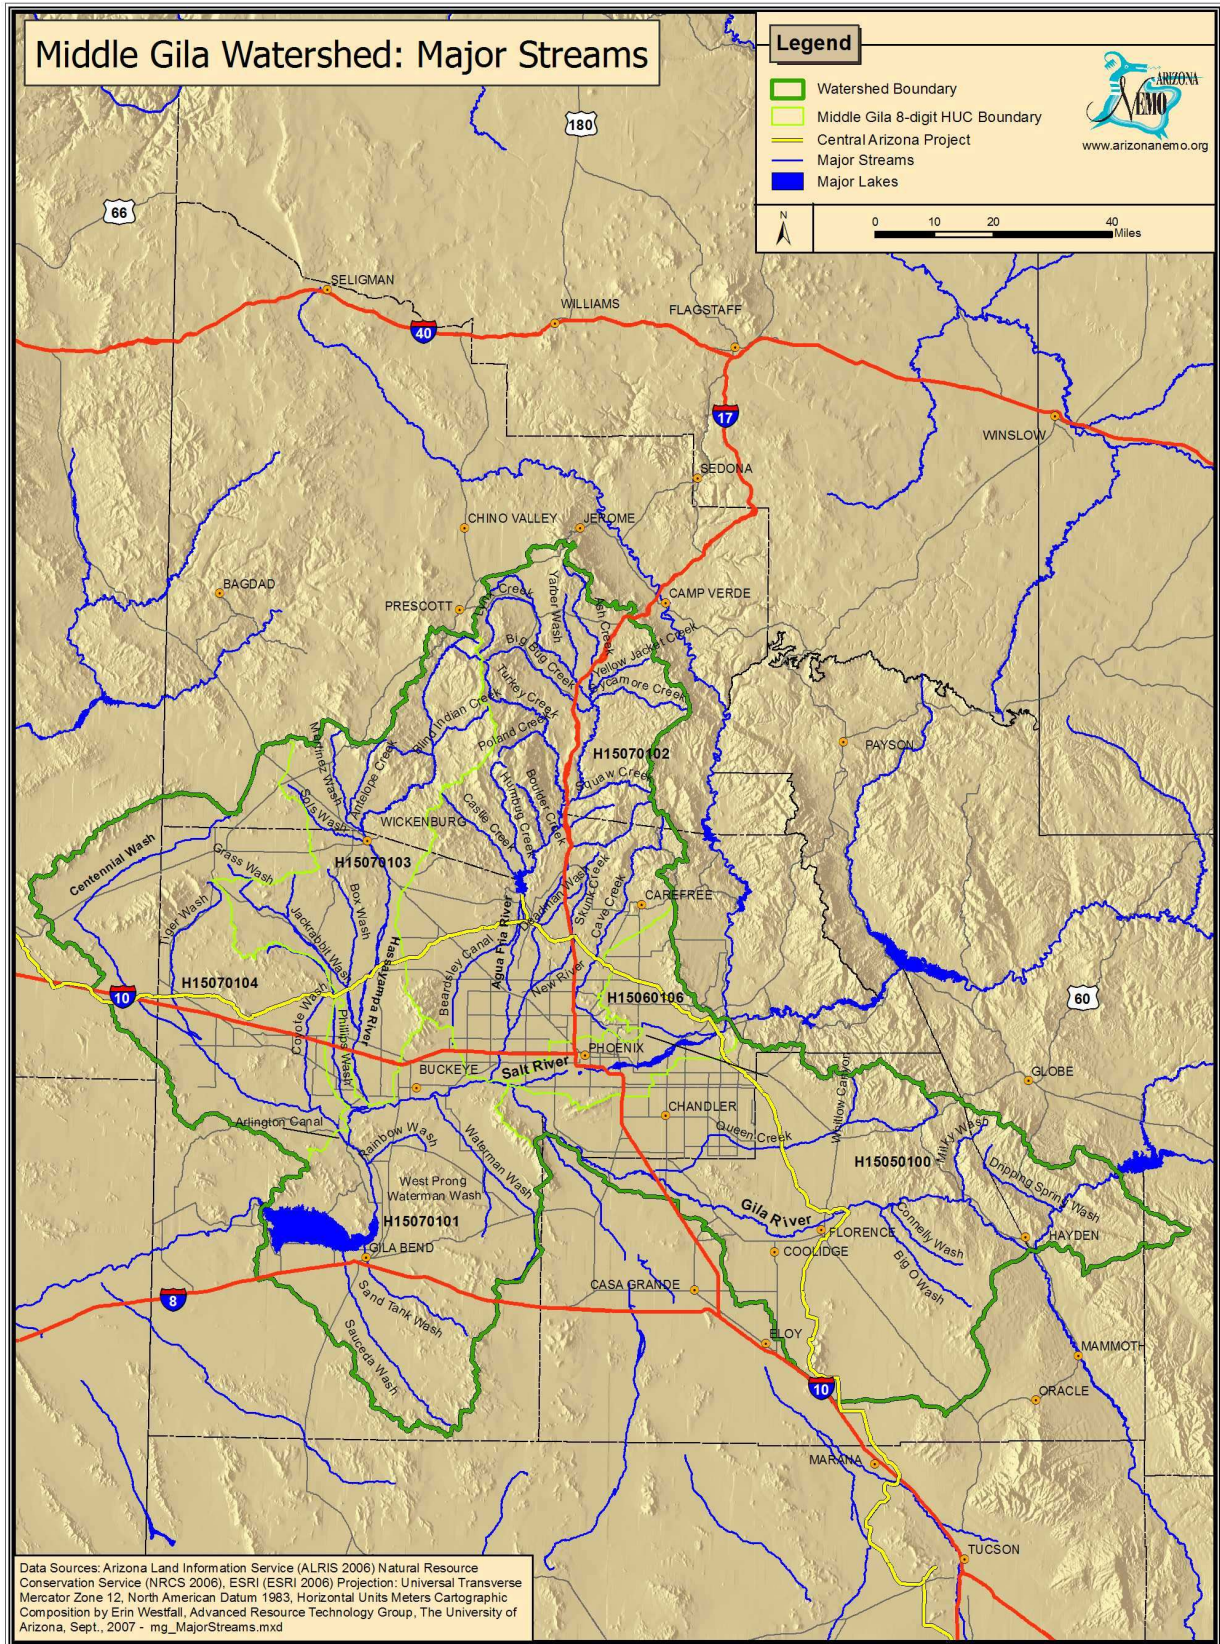 Middle Gila Watershed: Major Streams
Legend
Watershed Boundary
Middle Gila 8-digit HUC Boundary
Central Arizona Project
Major Streams
Major Lakes
ARIZONA
NEMO
www.arizonanemo.org
N
0 10 20 40
Miles
180
66
SELIGMAN
WILLIAMS
FLAGSTAFF
40
17
WINSLOW
SEDONA
CHINO VALLEY
JEROME
BAGDAD
PRESCOTT
CAMP VERDE
Lynx Creek
Yarber Wash
Ash Creek
Yellow Jacket Creek
Big Bug Creek
Sycamore Creek
Turkey Creek
Blind Indian Creek
Poland Creek
PAYSON
H15070102
Martinez Wash
Antelope Creek
Squaw Creek
Sols Wash
Boulder Creek
Humbug Creek
Castle Creek
WICKENBURG
Centennial Wash
H15070103
Grass Wash
Deadman Wash
Skunk Creek
Cave Creek
CAREFREE
Tiger Wash
Jackrabbit Wash
Box Wash
Hassayampa River
Agua Fria River
Beardsley Canal
New River
H15070104
10
H15060106
60
Coyote Wash
Phillips Wash
PHOENIX
Salt River
BUCKEYE
GLOBE
CHANDLER
Whitlow Canyon
Arlington Canal
Rainbow Wash
Waterman Wash
Queen Creek
Milky Wash
H15050100
Dripping Spring Wash
West Prong
Waterman Wash
Gila River
H15070101
FLORENCE
Connelly Wash
HAYDEN
GILA BEND
COOLIDGE
Big O Wash
CASA GRANDE
8
Sand Tank Wash
Sauceda Wash
ELOY
MAMMOTH
10
ORACLE
MARANA
TUCSON
Data Sources: Arizona Land Information Service (ALRIS 2006) Natural Resource
Conservation Service (NRCS 2006), ESRI (ESRI 2006) Projection: Universal Transverse
Mercator Zone 12, North American Datum 1983, Horizontal Units Meters Cartographic
Composition by Erin Westfall, Advanced Resource Technology Group, The University of
Arizona, Sept., 2007 - mg_MajorStreams.mxd